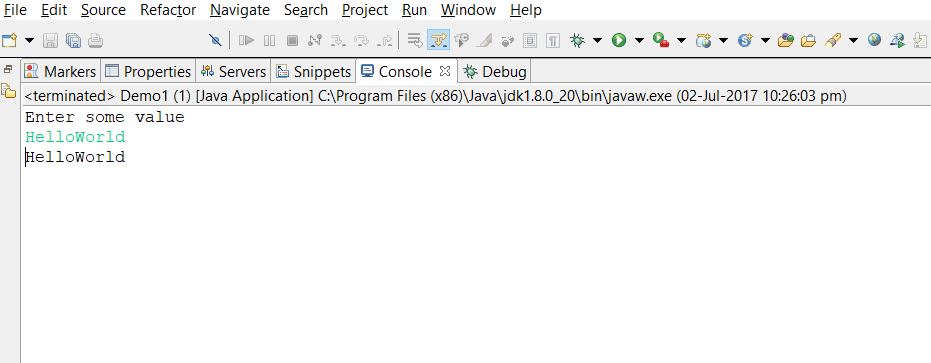 File Edit Source Refactor Navigate Search Project Run Window Help
Markers Properties Servers Snippets Console Debug
<terminated> Demo1 (1) [Java Application] C:\Program Files (x86)\Java\jdk1.8.0_20\bin\javaw.exe (02-Jul-2017 10:26:03 pm)
Enter some value
HelloWorld
HelloWorld